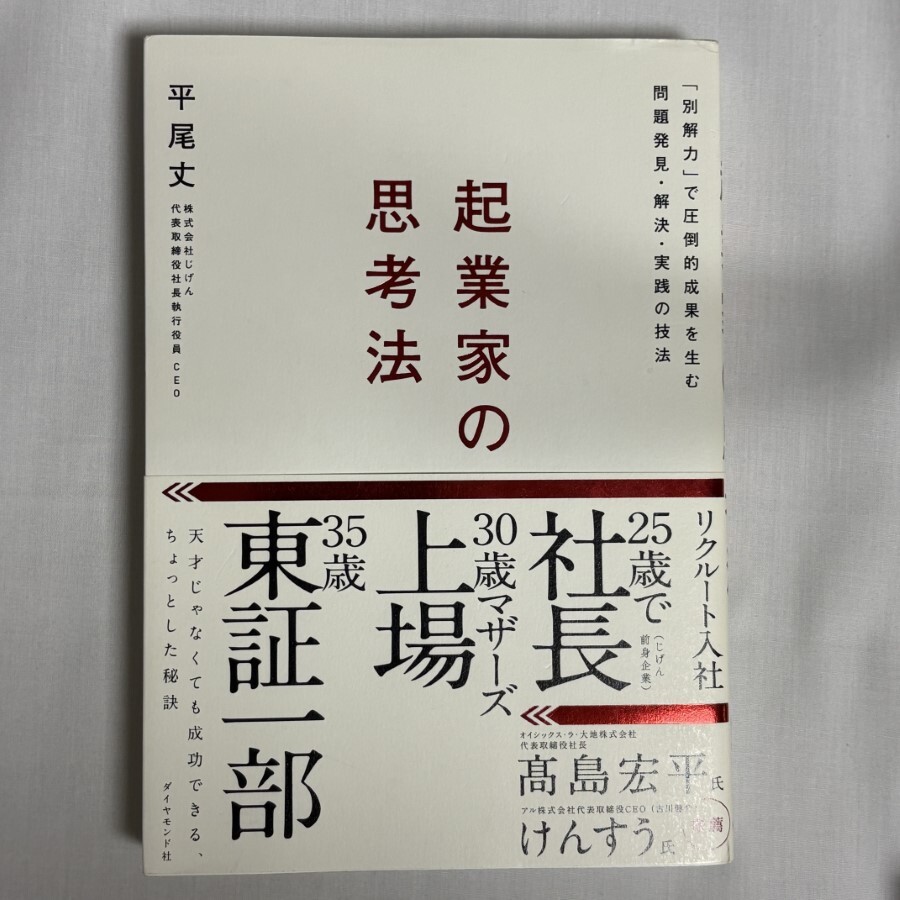 「別解力」で圧倒的成果を生む
問題発見・解決・実践の技法
起業家の
思考法
平尾丈
株式会社じげん
代表取締役社長執行役員 CEO
リクルート入社
25歳で
社長
（じげん
前身企業）
30歳マザーズ
上場
35歳
東証一部
天才じゃなくても成功できる、
ちょっとした秘訣
ダイヤモンド社
オイシックス・ラ・大地株式会社
代表取締役社長
髙島宏平氏
アル株式会社代表取締役CEO（古川健介
けんすう氏
薦